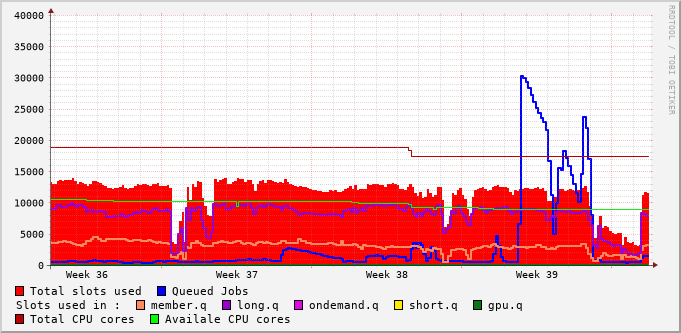 40000
35000
30000
25000
20000
15000
10000
5000
0
Week 36 Week 37 Week 38 Week 39
RRDTOOL / TOBI OETIKER
Total slots used Queued Jobs
Slots used in : member.q long.q ondemand.q short.q gpu.q
Total CPU cores Availale CPU cores